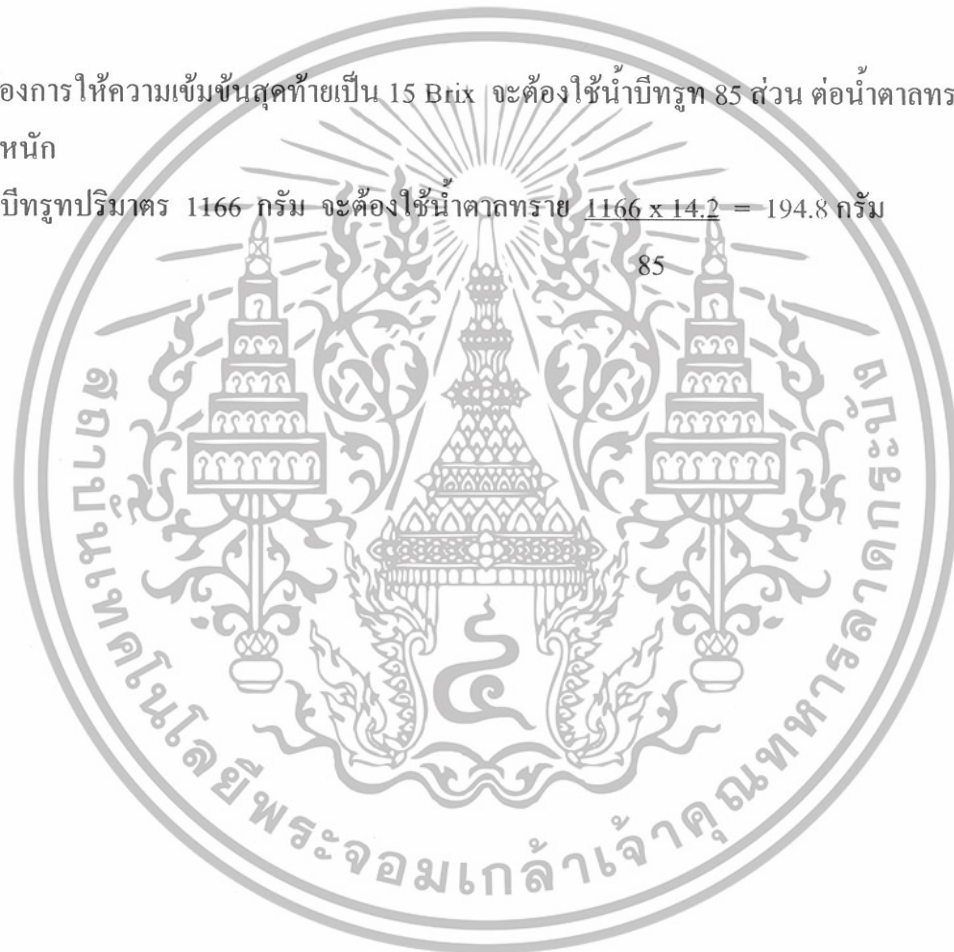 องการให้ความเข้มข้นสุดท้ายเป็น 15 Brix จะต้องใช้น้ำบีทรูท 85 ส่วน ต่อน้ำตาลทร
หนัก
บีทรูทปริมาตร 1166 กรัม จะต้องใช้น้ำตาลทราย 1166 x 14.2 = 194.8 กรัม
85
สถาบันเทคโนโลยีพระจอมเกล้าเจ้าคุณทหารลาดกระบัง